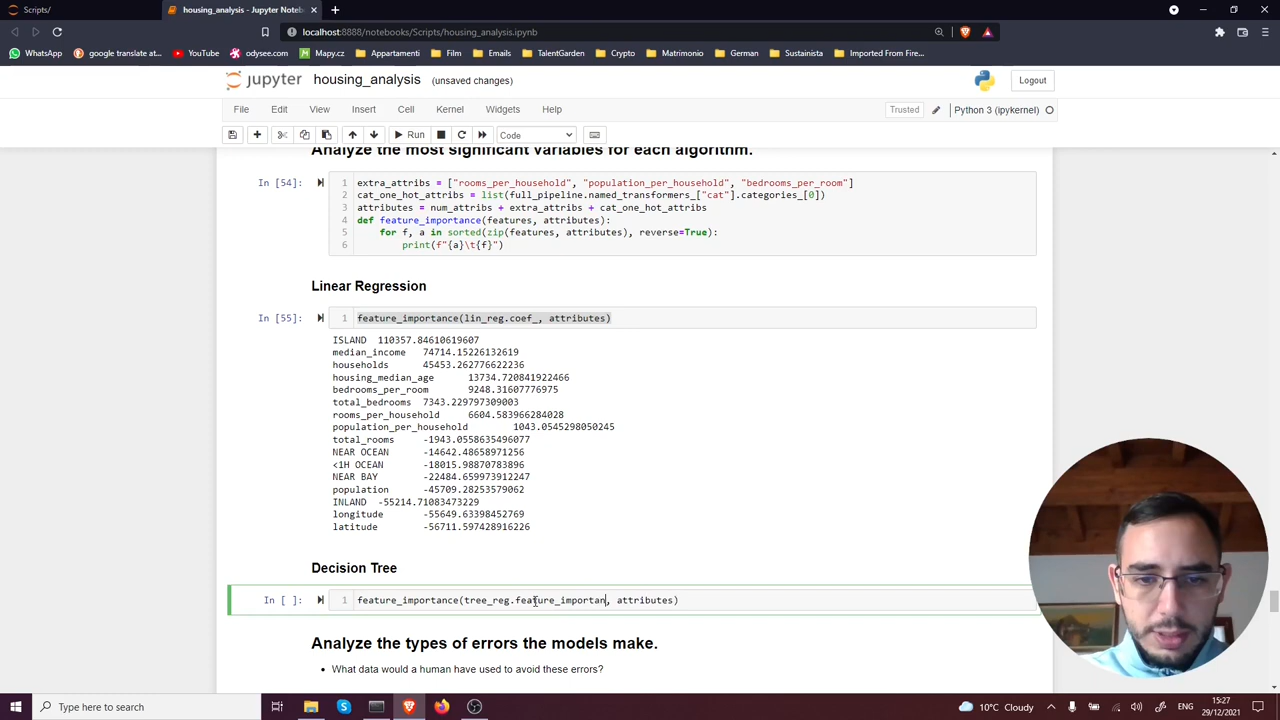 Scripts/
housing_analysis - Jupyter Noteb
localhost:8888/notebooks/Scripts/housing_analysis.ipynb
WhatsApp
google translate at...
YouTube
odysee.com
Mapy.cz
Appartamenti
Film
Emails
TalentGarden
Crypto
Matrimonio
German
Sustainista
Imported From Fire...
jupyter
housing_analysis
(unsaved changes)
Logout
File
Edit
View
Insert
Cell
Kernel
Widgets
Help
Trusted
Python 3 (ipykernel)
Run
Code
Analyze the most significant variables for each algorithm.
In [54]:
1 extra_attribs = ["rooms_per_household", "population_per_household", "bedrooms_per_room"]
2 cat_one_hot_attribs = list(full_pipeline.named_transformers_["cat"].categories_[0])
3 attributes = num_attribs + extra_attribs + cat_one_hot_attribs
4 def feature_importance(features, attributes):
5 for f, a in sorted(zip(features, attributes), reverse=True):
6 print(f"{a}\t{f}")
Linear Regression
In [55]:
1 feature_importance(lin_reg.coef_, attributes)
ISLAND 110357.84610619607
median_income 74714.15226132619
households 45453.262776622236
housing_median_age 13734.720841922466
bedrooms_per_room 9248.31607776975
total_bedrooms 7343.229797309003
rooms_per_household 6604.583966284028
population_per_household 1043.0545298050245
total_rooms -1943.0558635496077
NEAR OCEAN -14642.48658971256
<1H OCEAN -18015.98870783896
NEAR BAY -22484.659973912247
population -45709.28253579062
INLAND -55214.71083473229
longitude -55649.63398452769
latitude -56711.597428916226
Decision Tree
In [ ]:
1 feature_importance(tree_reg.feature_importan, attributes)
Analyze the types of errors the models make.
• What data would a human have used to avoid these errors?
Type here to search
10°C Cloudy
15:27
29/12/2021